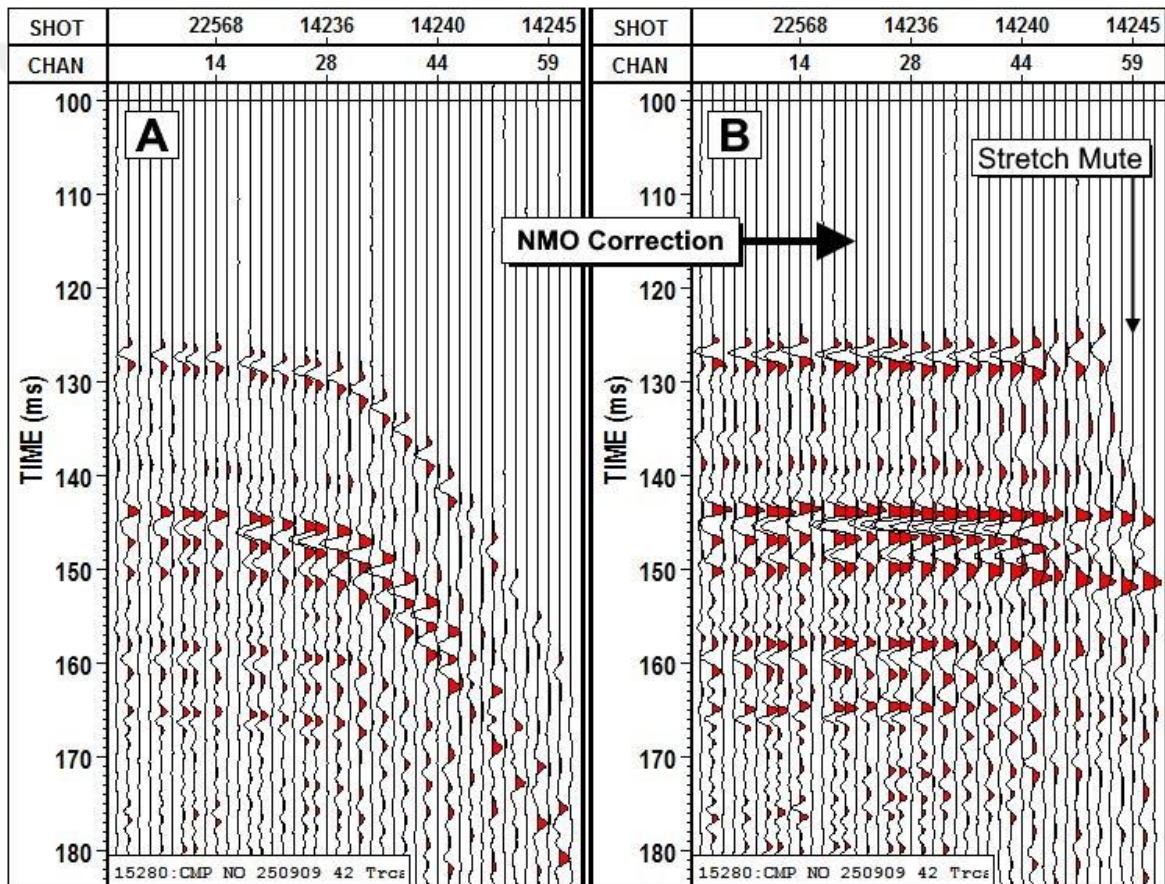 SHOT 22568 14236 14240 14245
CHAN 14 28 44 59
A
TIME (ms)
100
110
120
130
140
150
160
170
180
15280:CMP NO 250909 42 Trcs
NMO Correction
SHOT 22568 14236 14240 14245
CHAN 14 28 44 59
B
Stretch Mute
TIME (ms)
100
110
120
130
140
150
160
170
180
15280:CMP NO 250909 42 Trcs